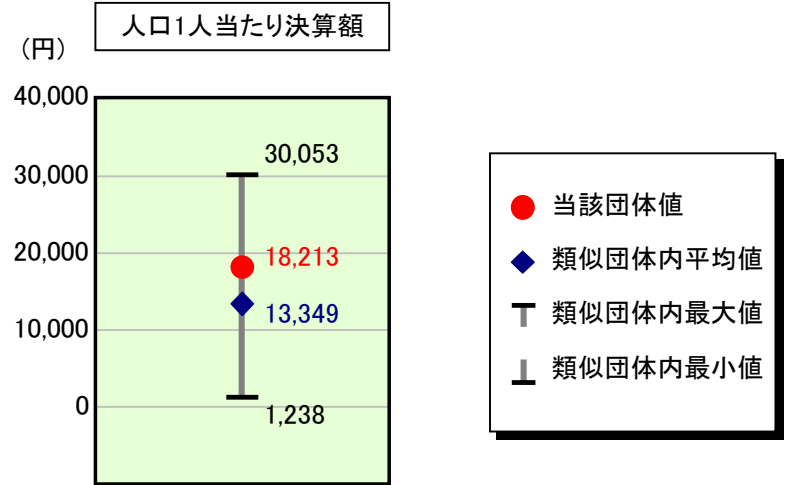 人口1人当たり決算額
(円)
40,000
30,000
20,000
10,000
0
30,053
18,213
13,349
1,238
当該団体値
類似団体内平均値
類似団体内最大値
類似団体内最小値